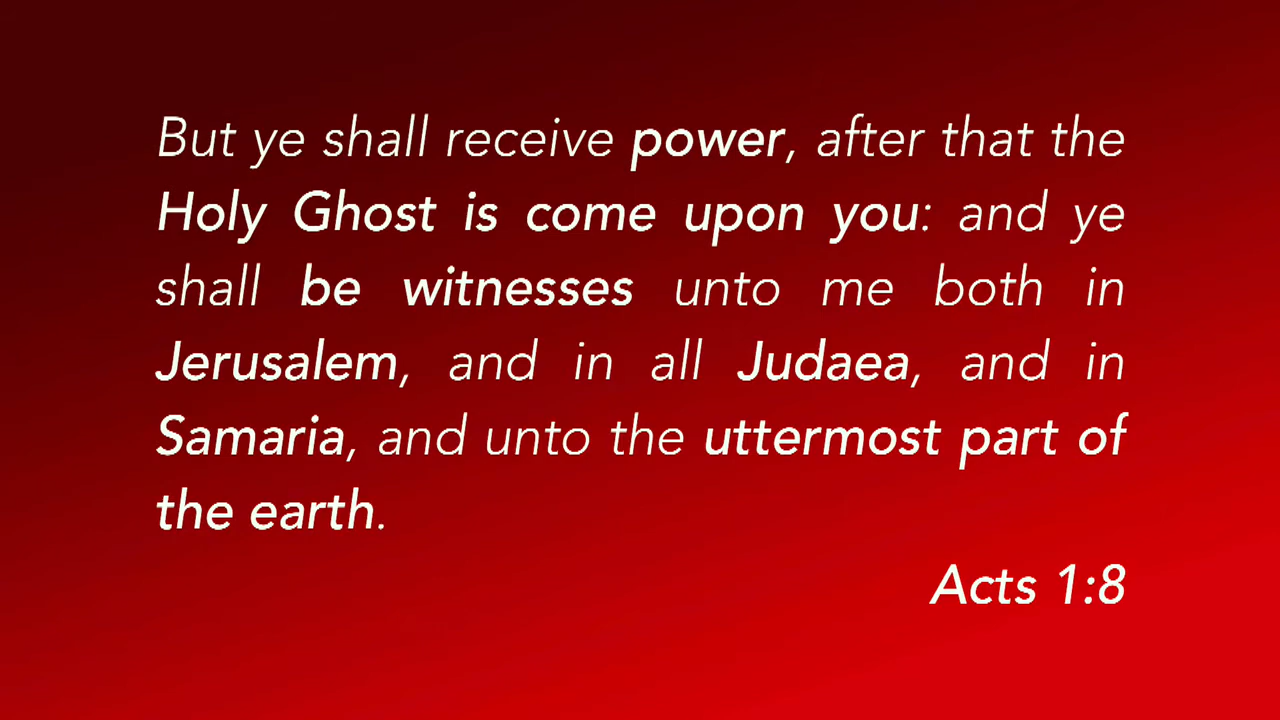 But ye shall receive power, after that the
Holy Ghost is come upon you: and ye
shall be witnesses unto me both in
Jerusalem, and in all Judaea, and in
Samaria, and unto the uttermost part of
the earth.
Acts 1:8